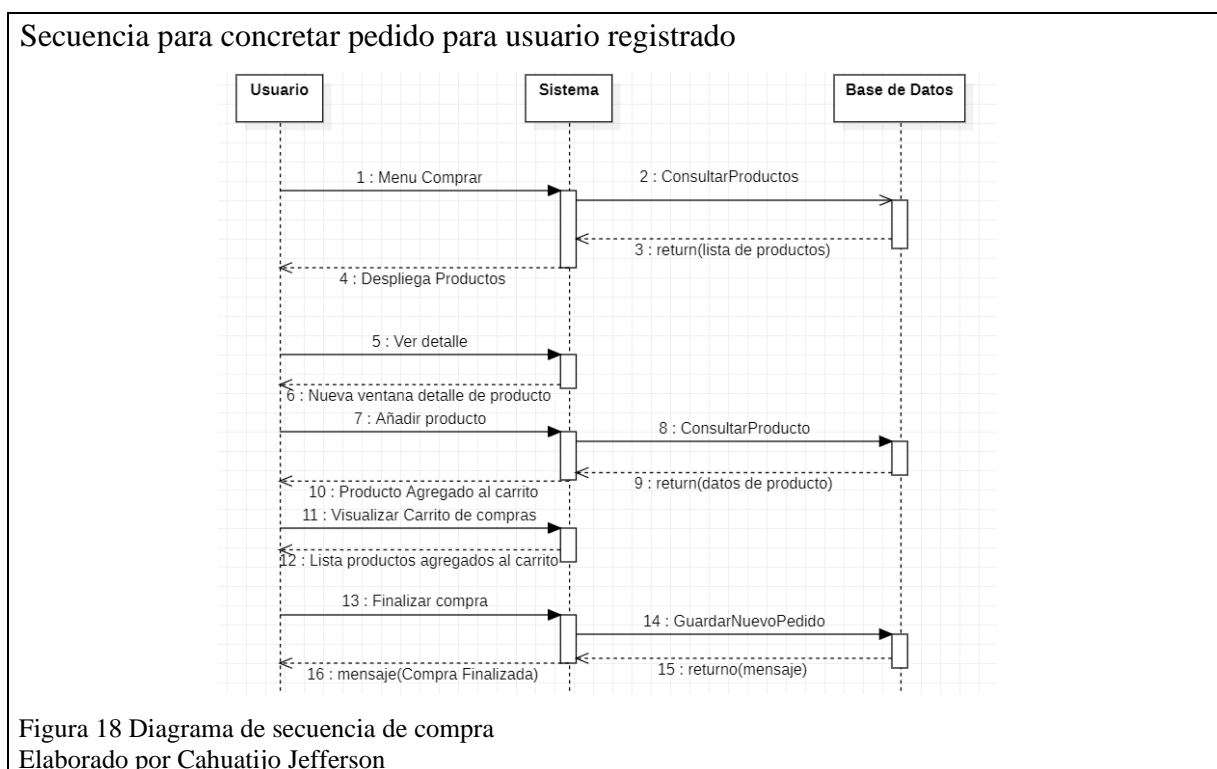 Secuencia para concretar pedido para usuario registrado
Usuario
Sistema
Base de Datos
1 : Menu Comprar
2 : ConsultarProductos
3 : return(lista de productos)
4 : Despliega Productos
5 : Ver detalle
6 : Nueva ventana detalle de producto
7 : Añadir producto
8 : ConsultarProducto
9 : return(datos de producto)
10 : Producto Agregado al carrito
11 : Visualizar Carrito de compras
12 : Lista productos agregados al carrito
13 : Finalizar compra
14 : GuardarNuevoPedido
15 : returno(mensaje)
16 : mensaje(Compra Finalizada)
Figura 18 Diagrama de secuencia de compra
Elaborado por Cahuatijo Jefferson